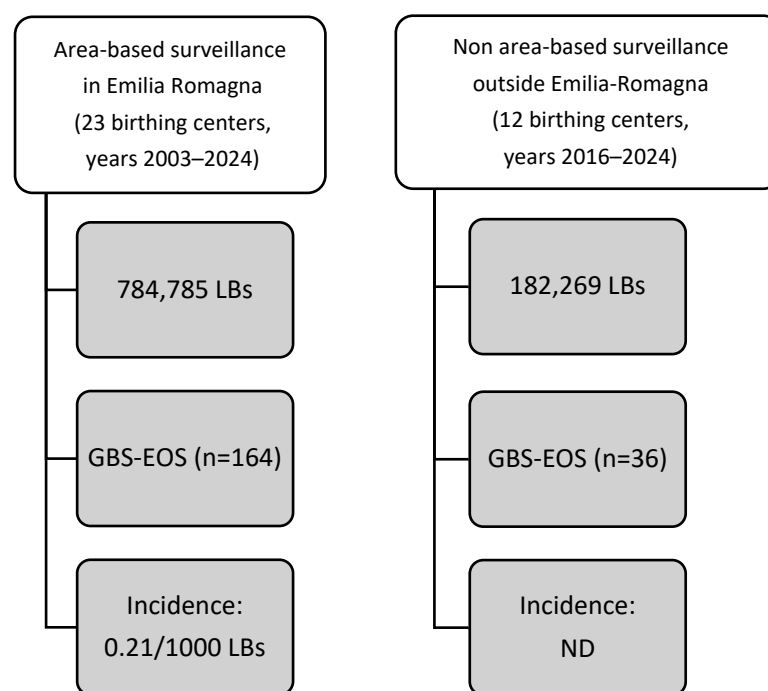 Area-based surveillance
in Emilia Romagna
(23 birthing centers,
years 2003–2024)
784,785 LBs
GBS-EOS (n=164)
Incidence:
0.21/1000 LBs
Non area-based surveillance
outside Emilia-Romagna
(12 birthing centers,
years 2016–2024)
182,269 LBs
GBS-EOS (n=36)
Incidence:
ND